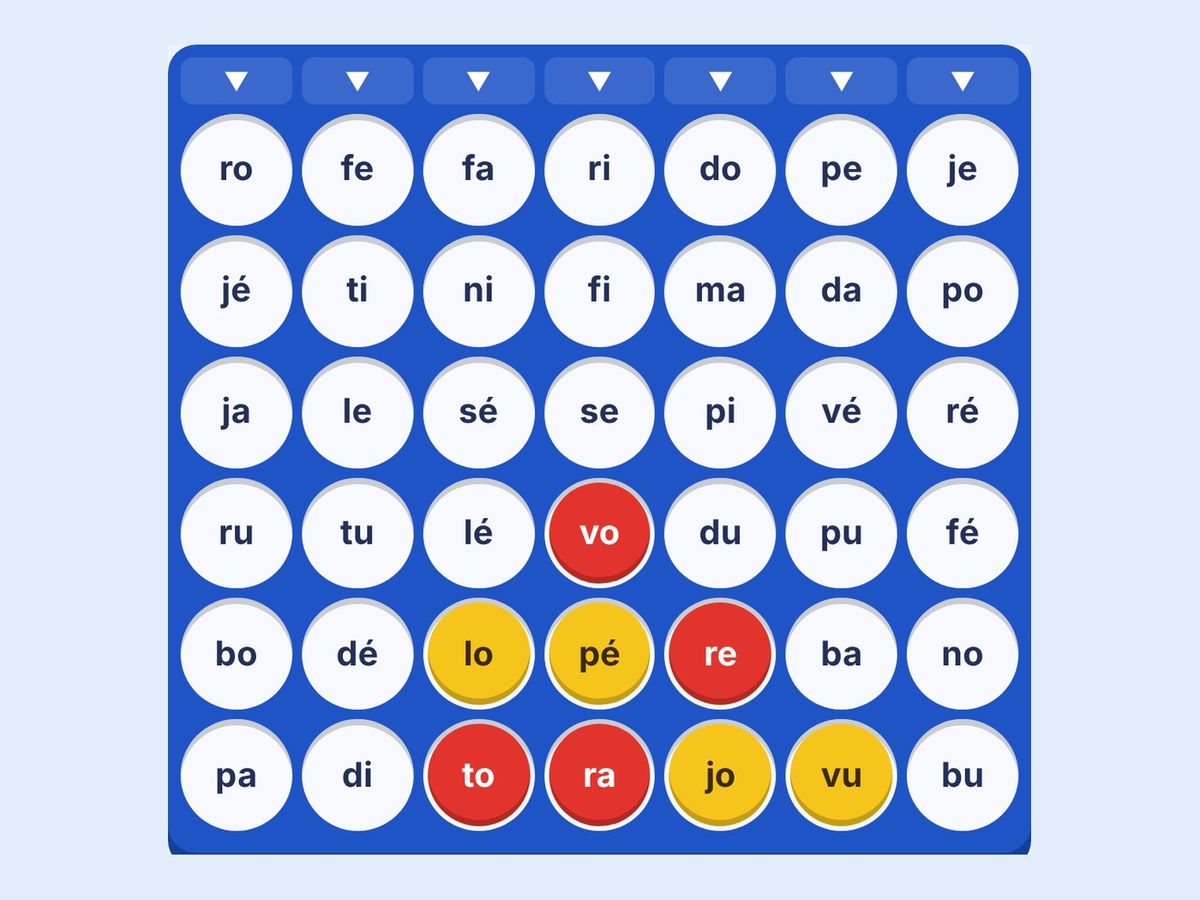 ro fe fa ri do pe je
jé ti ni fi ma da po
ja le sé se pi vé ré
ru tu lé vo du pu fé
bo dé lo pé re ba no
pa di to ra jo vu bu